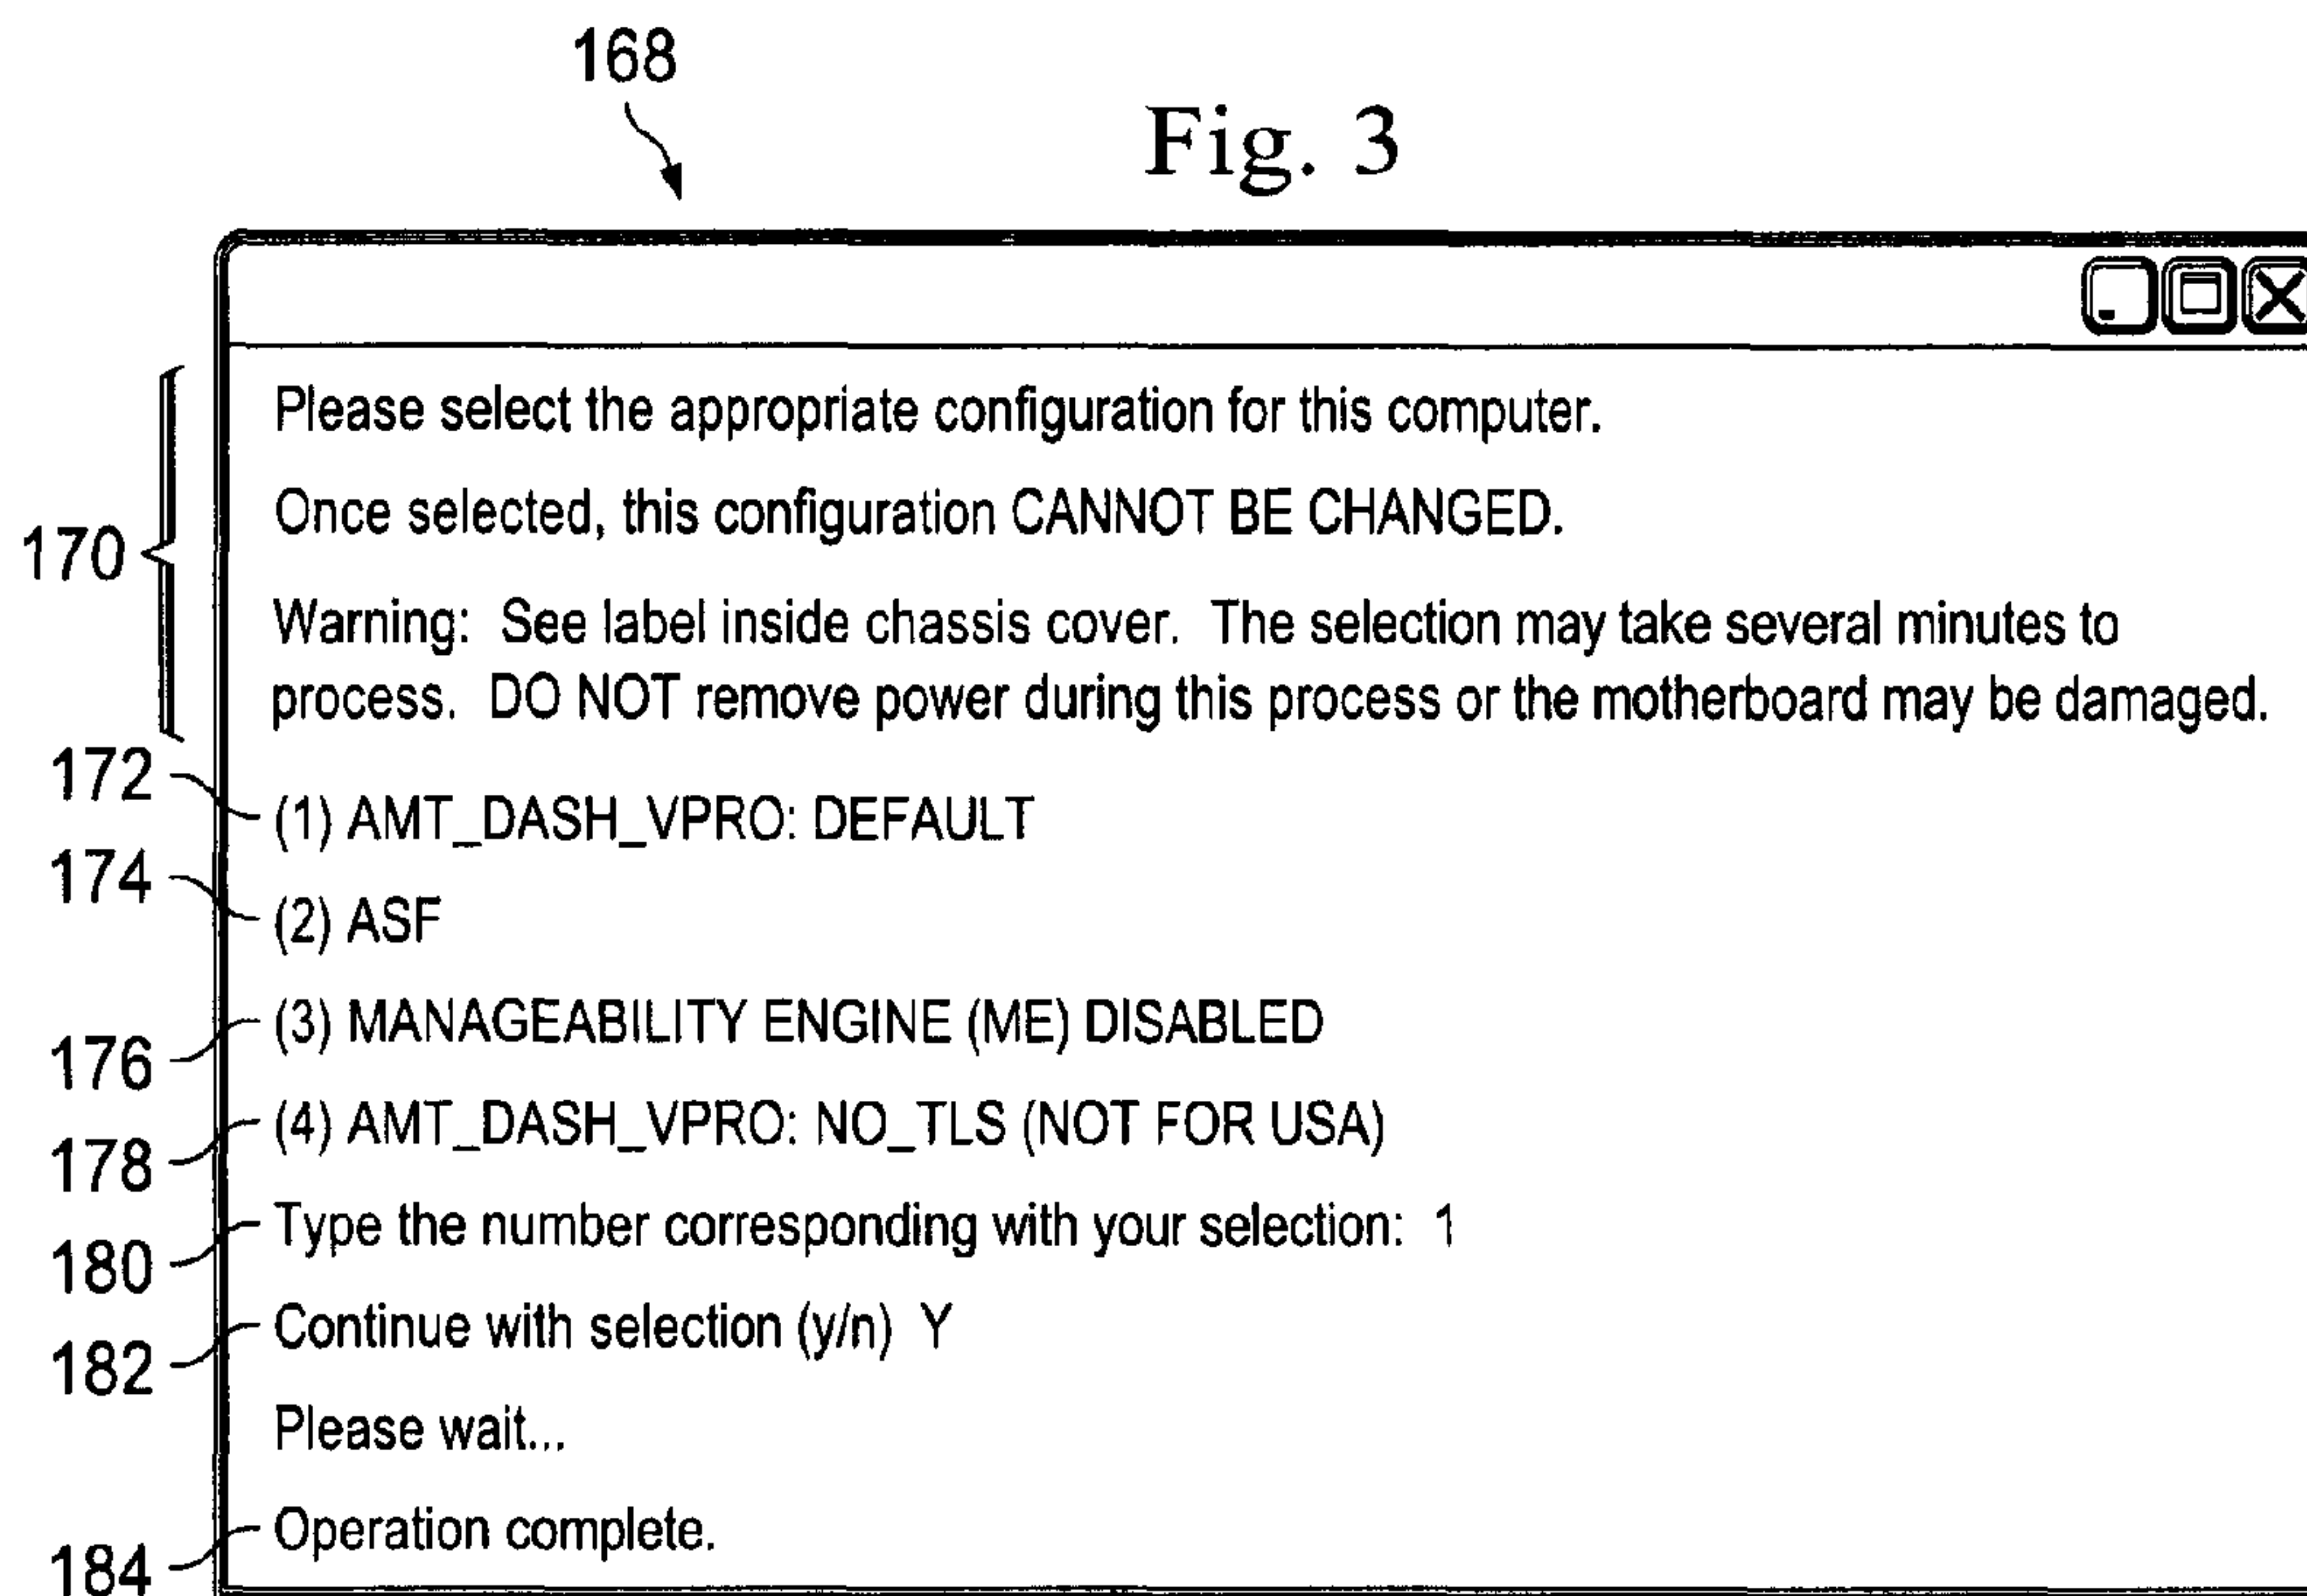 168
Fig. 3
170
Please select the appropriate configuration for this computer.
Once selected, this configuration CANNOT BE CHANGED.
Warning: See label inside chassis cover. The selection may take several minutes to
process. DO NOT remove power during this process or the motherboard may be damaged.
172
(1) AMT_DASH_VPRO: DEFAULT
174
(2) ASF
176
(3) MANAGEABILITY ENGINE (ME) DISABLED
178
(4) AMT_DASH_VPRO: NO_TLS (NOT FOR USA)
180
Type the number corresponding with your selection: 1
182
Continue with selection (y/n) Y
Please wait...
184
Operation complete.